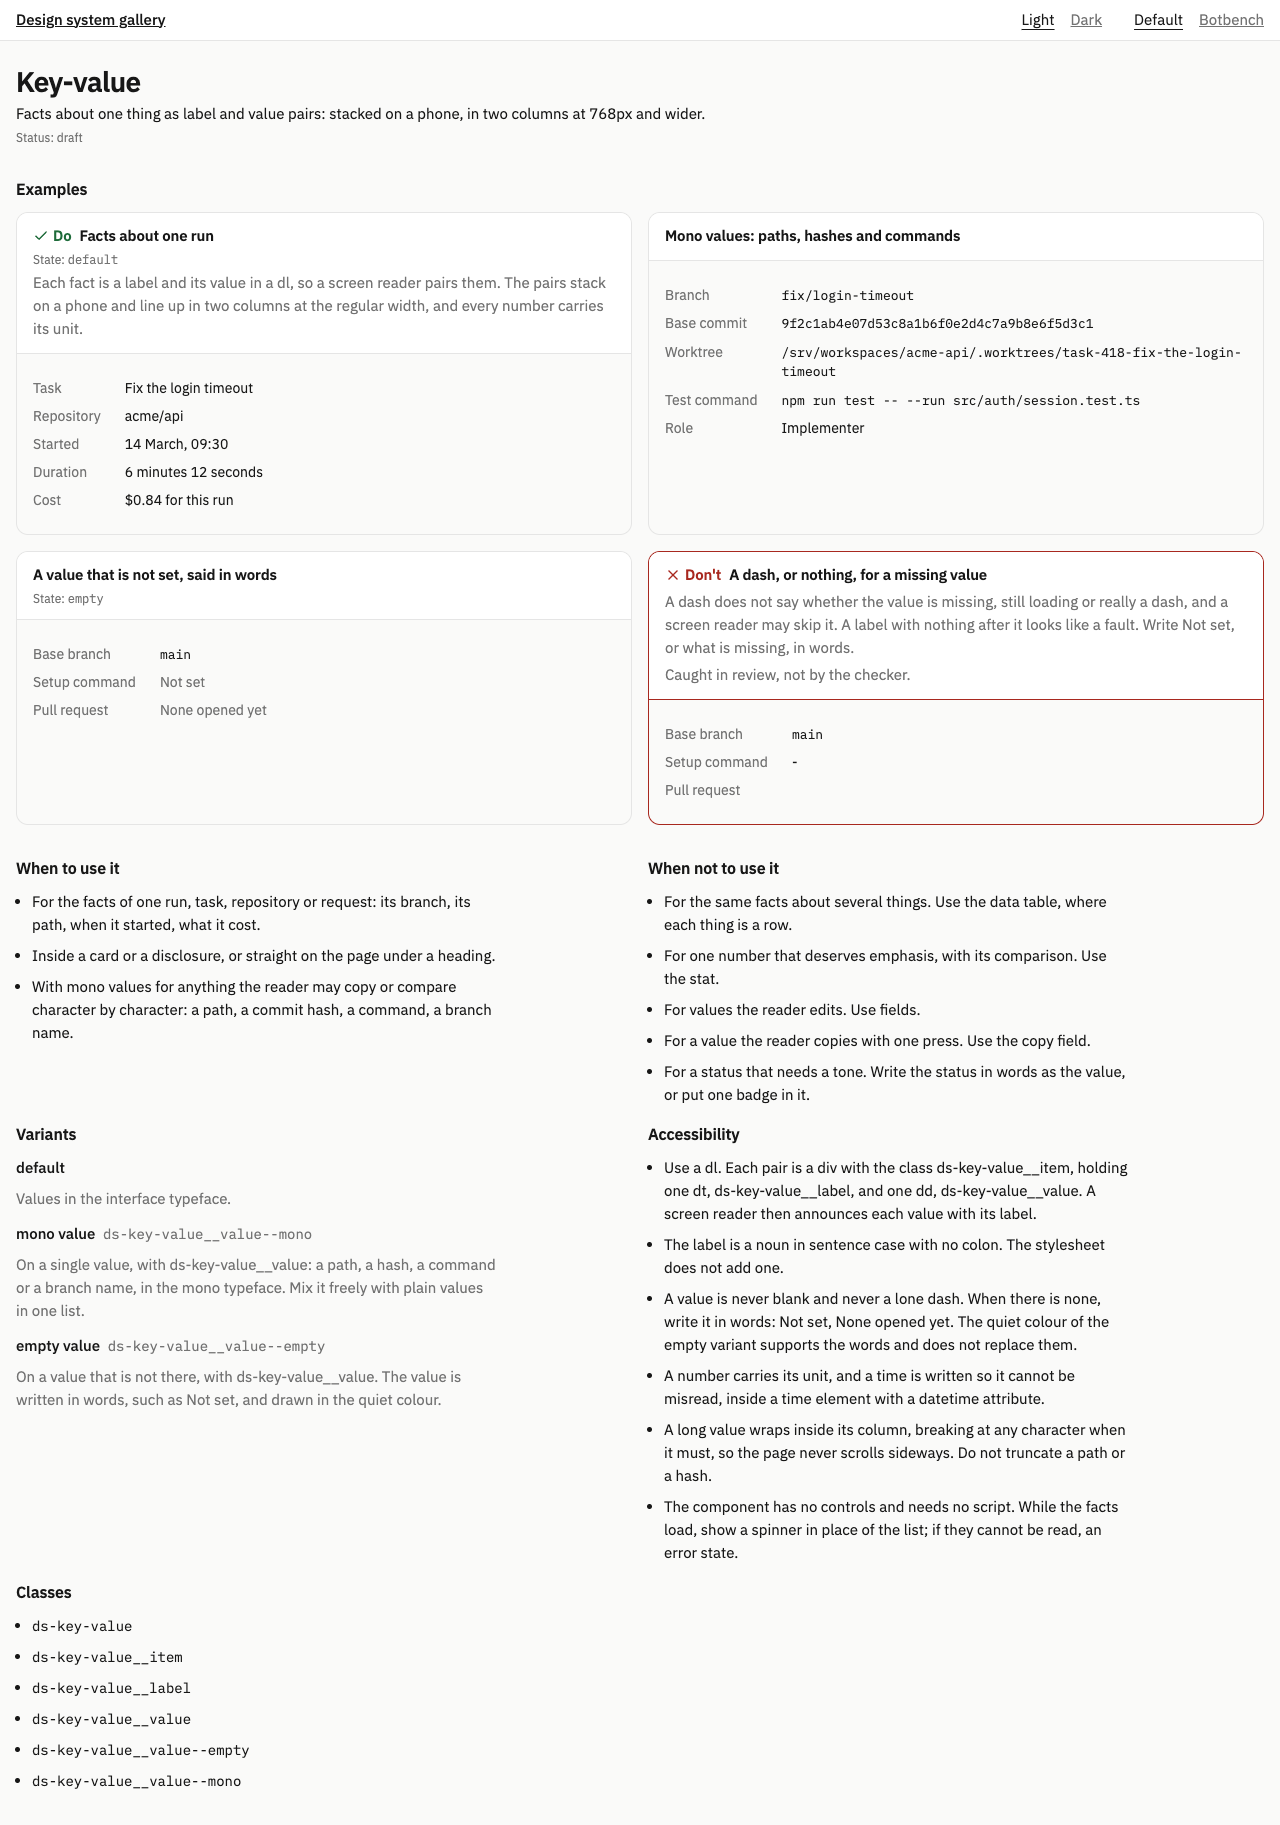 Design system gallery
Light Dark Default Botbench
Key-value
Facts about one thing as label and value pairs: stacked on a phone, in two columns at 768px and wider.
Status: draft
Examples
Do Facts about one run
State: default
Each fact is a label and its value in a dl, so a screen reader pairs them. The pairs stack
on a phone and line up in two columns at the regular width, and every number carries
its unit.
Task Fix the login timeout
Repository acme/api
Started 14 March, 09:30
Duration 6 minutes 12 seconds
Cost $0.84 for this run
Mono values: paths, hashes and commands
Branch fix/login-timeout
Base commit 9f2c1ab4e07d53c8a1b6f0e2d4c7a9b8e6f5d3c1
Worktree /srv/workspaces/acme-api/.worktrees/task-418-fix-the-login-
timeout
Test command npm run test -- --run src/auth/session.test.ts
Role Implementer
A value that is not set, said in words
State: empty
Base branch main
Setup command Not set
Pull request None opened yet
Don't A dash, or nothing, for a missing value
A dash does not say whether the value is missing, still loading or really a dash, and a
screen reader may skip it. A label with nothing after it looks like a fault. Write Not set,
or what is missing, in words.
Caught in review, not by the checker.
Base branch main
Setup command -
Pull request
When to use it
• For the facts of one run, task, repository or request: its branch, its
path, when it started, what it cost.
• Inside a card or a disclosure, or straight on the page under a heading.
• With mono values for anything the reader may copy or compare
character by character: a path, a commit hash, a command, a branch
name.
When not to use it
• For the same facts about several things. Use the data table, where
each thing is a row.
• For one number that deserves emphasis, with its comparison. Use
the stat.
• For values the reader edits. Use fields.
• For a value the reader copies with one press. Use the copy field.
• For a status that needs a tone. Write the status in words as the value,
or put one badge in it.
Variants
default
Values in the interface typeface.
mono value ds-key-value__value--mono
On a single value, with ds-key-value__value: a path, a hash, a command
or a branch name, in the mono typeface. Mix it freely with plain values
in one list.
empty value ds-key-value__value--empty
On a value that is not there, with ds-key-value__value. The value is
written in words, such as Not set, and drawn in the quiet colour.
Accessibility
• Use a dl. Each pair is a div with the class ds-key-value__item, holding
one dt, ds-key-value__label, and one dd, ds-key-value__value. A
screen reader then announces each value with its label.
• The label is a noun in sentence case with no colon. The stylesheet
does not add one.
• A value is never blank and never a lone dash. When there is none,
write it in words: Not set, None opened yet. The quiet colour of the
empty variant supports the words and does not replace them.
• A number carries its unit, and a time is written so it cannot be
misread, inside a time element with a datetime attribute.
• A long value wraps inside its column, breaking at any character when
it must, so the page never scrolls sideways. Do not truncate a path or
a hash.
• The component has no controls and needs no script. While the facts
load, show a spinner in place of the list; if they cannot be read, an
error state.
Classes
• ds-key-value
• ds-key-value__item
• ds-key-value__label
• ds-key-value__value
• ds-key-value__value--empty
• ds-key-value__value--mono